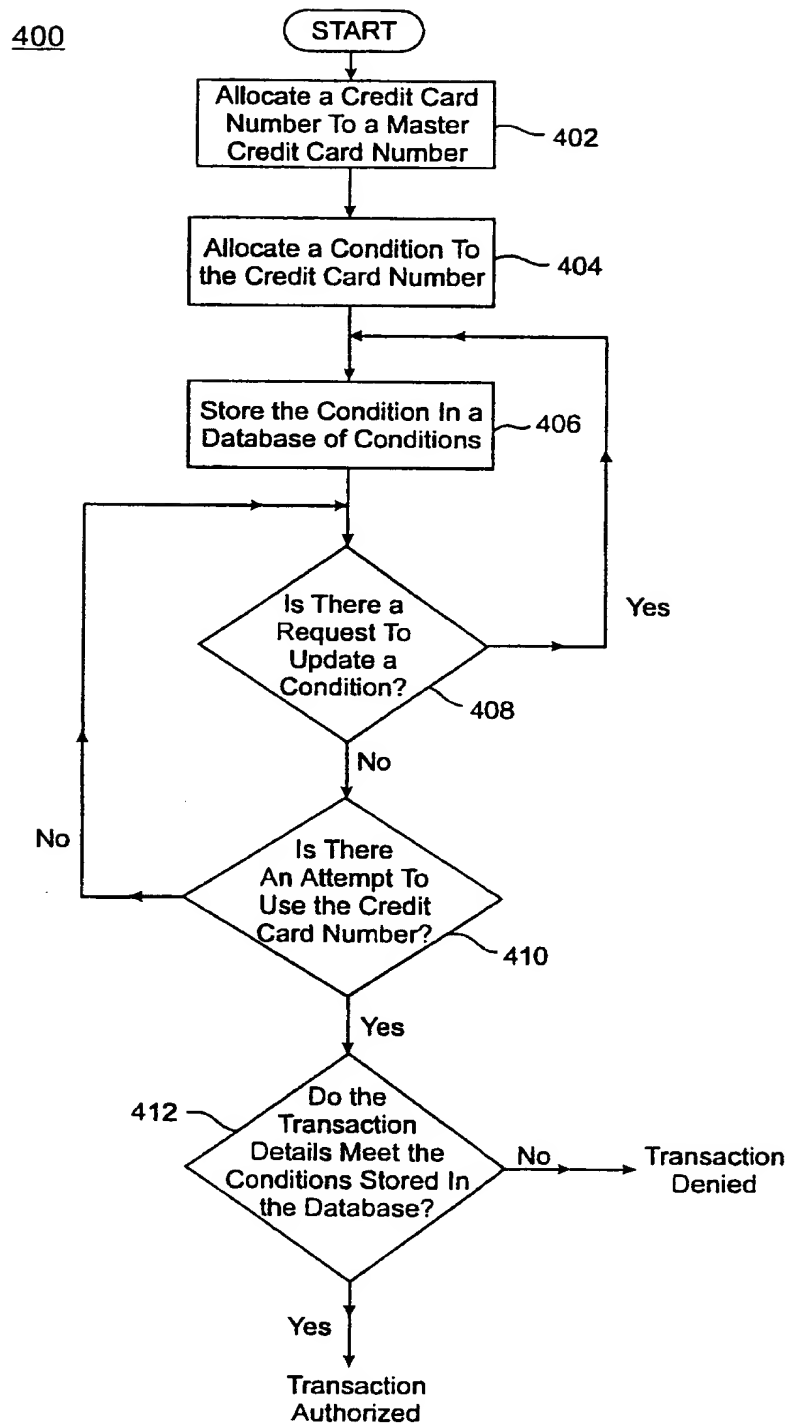 400
START
Allocate a Credit Card
Number To a Master
Credit Card Number
402
Allocate a Condition To
the Credit Card Number
404
Store the Condition In a
Database of Conditions
406
Is There a
Request To
Update a
Condition?
408
Yes
No
Is There
An Attempt To
Use the Credit
Card Number?
410
No
Yes
412
Do the
Transaction
Details Meet the
Conditions Stored In
the Database?
No
Transaction
Denied
Yes
Transaction
Authorized